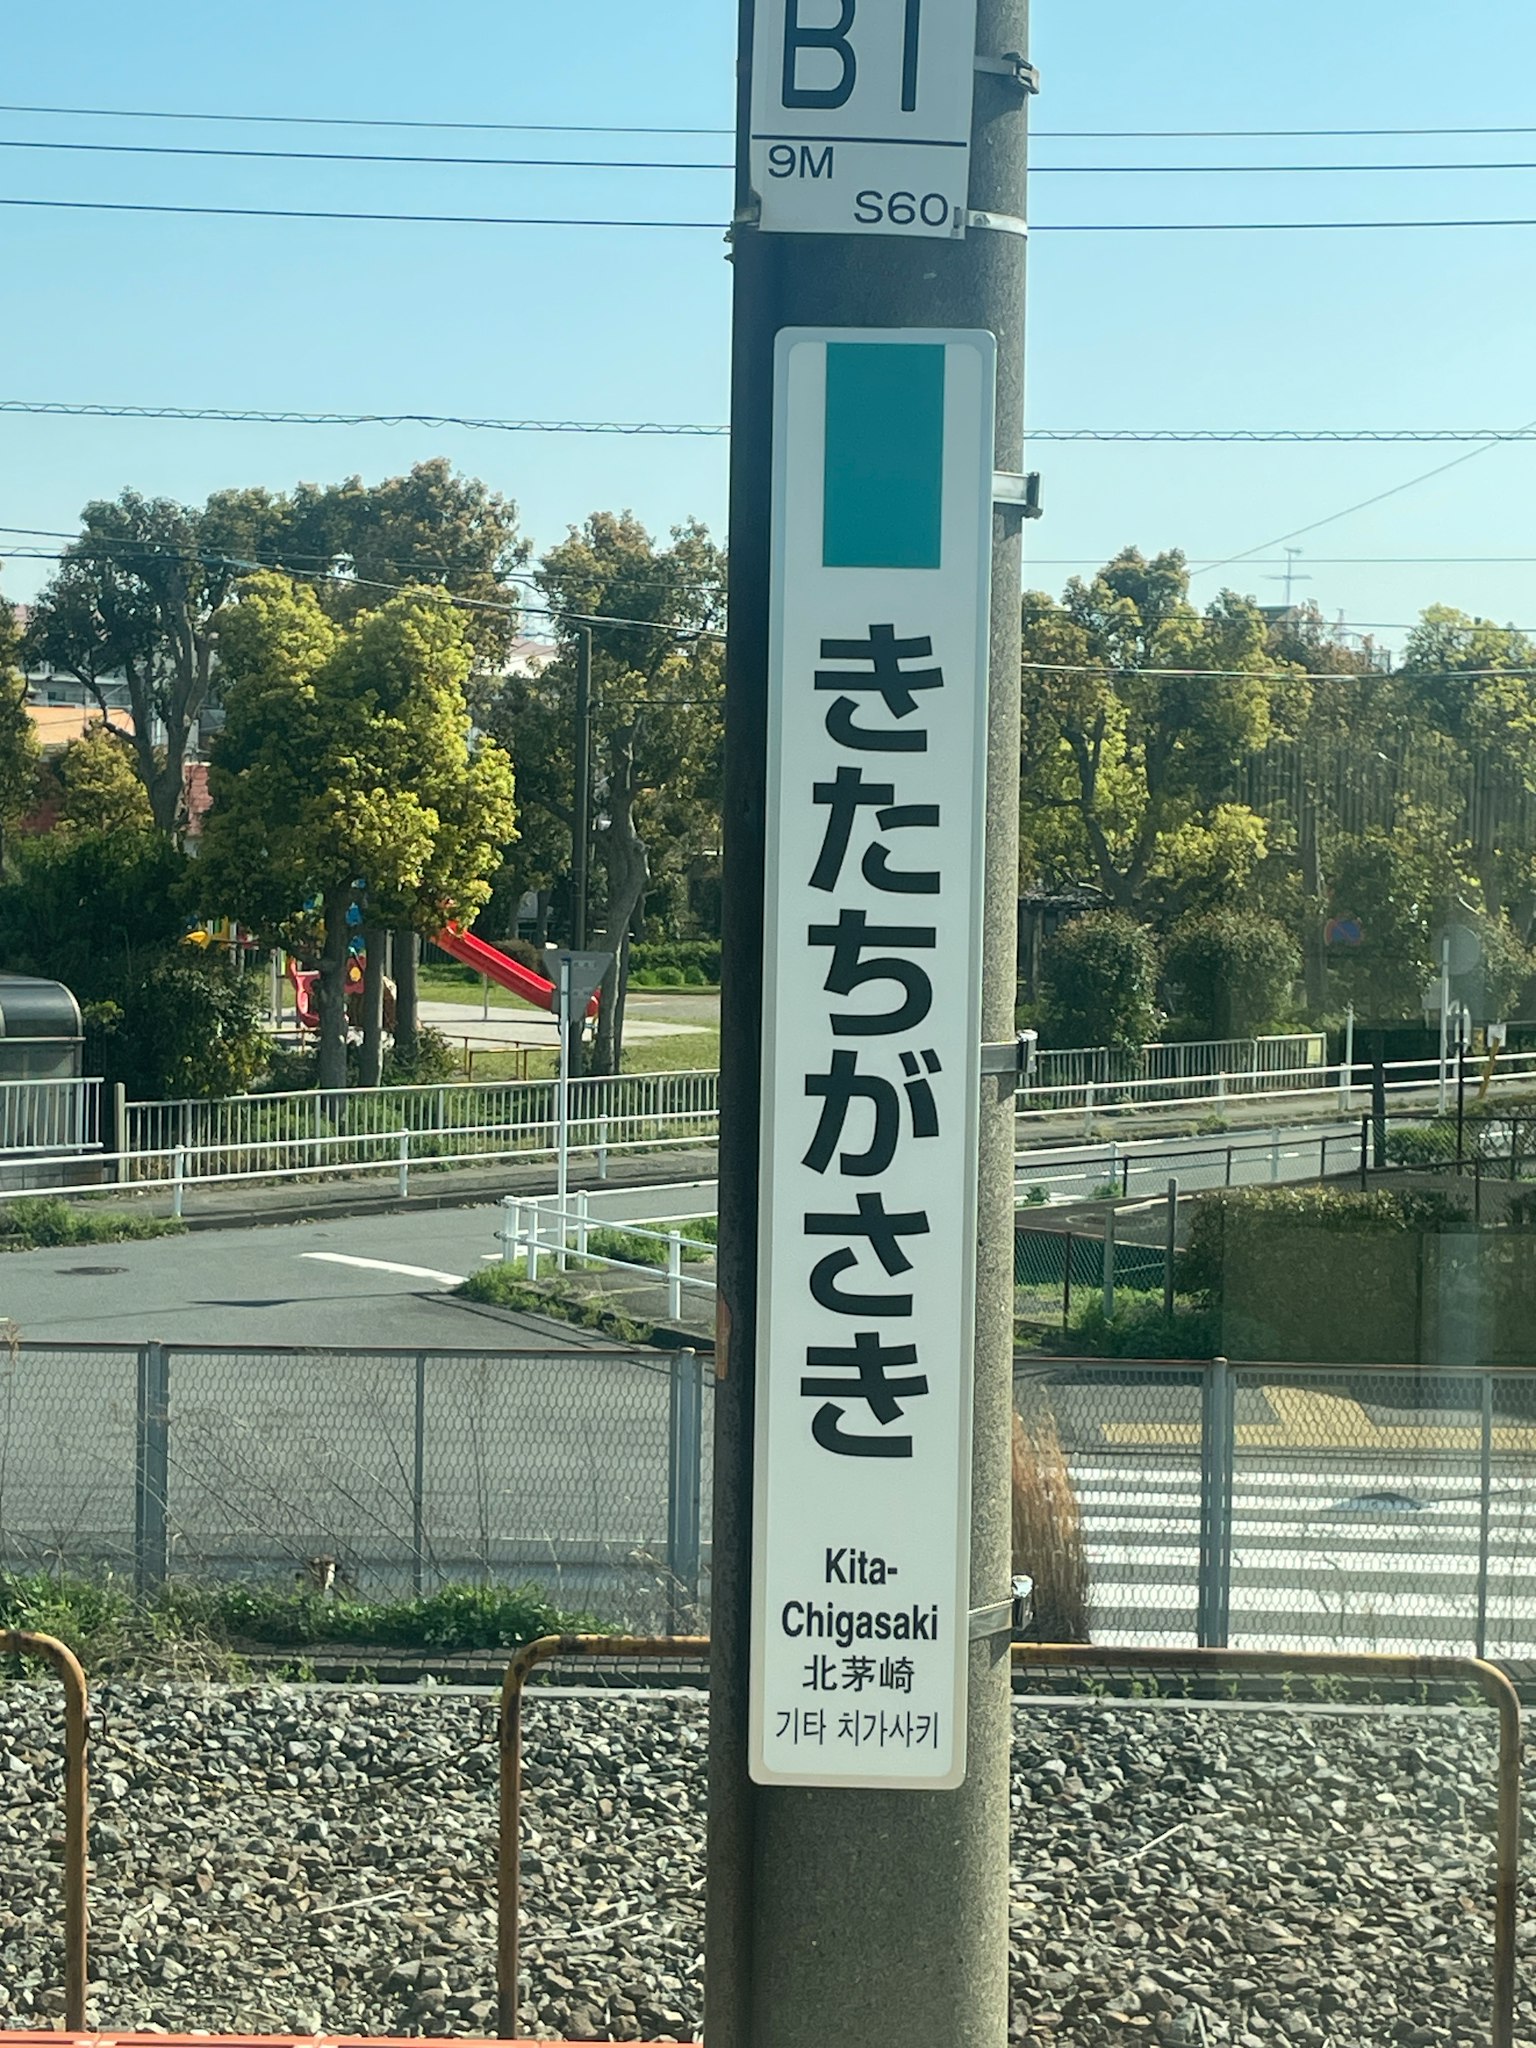 B1
9M
S60
きたちがさき
Kita-
Chigasaki
北茅崎
기타 치가사키